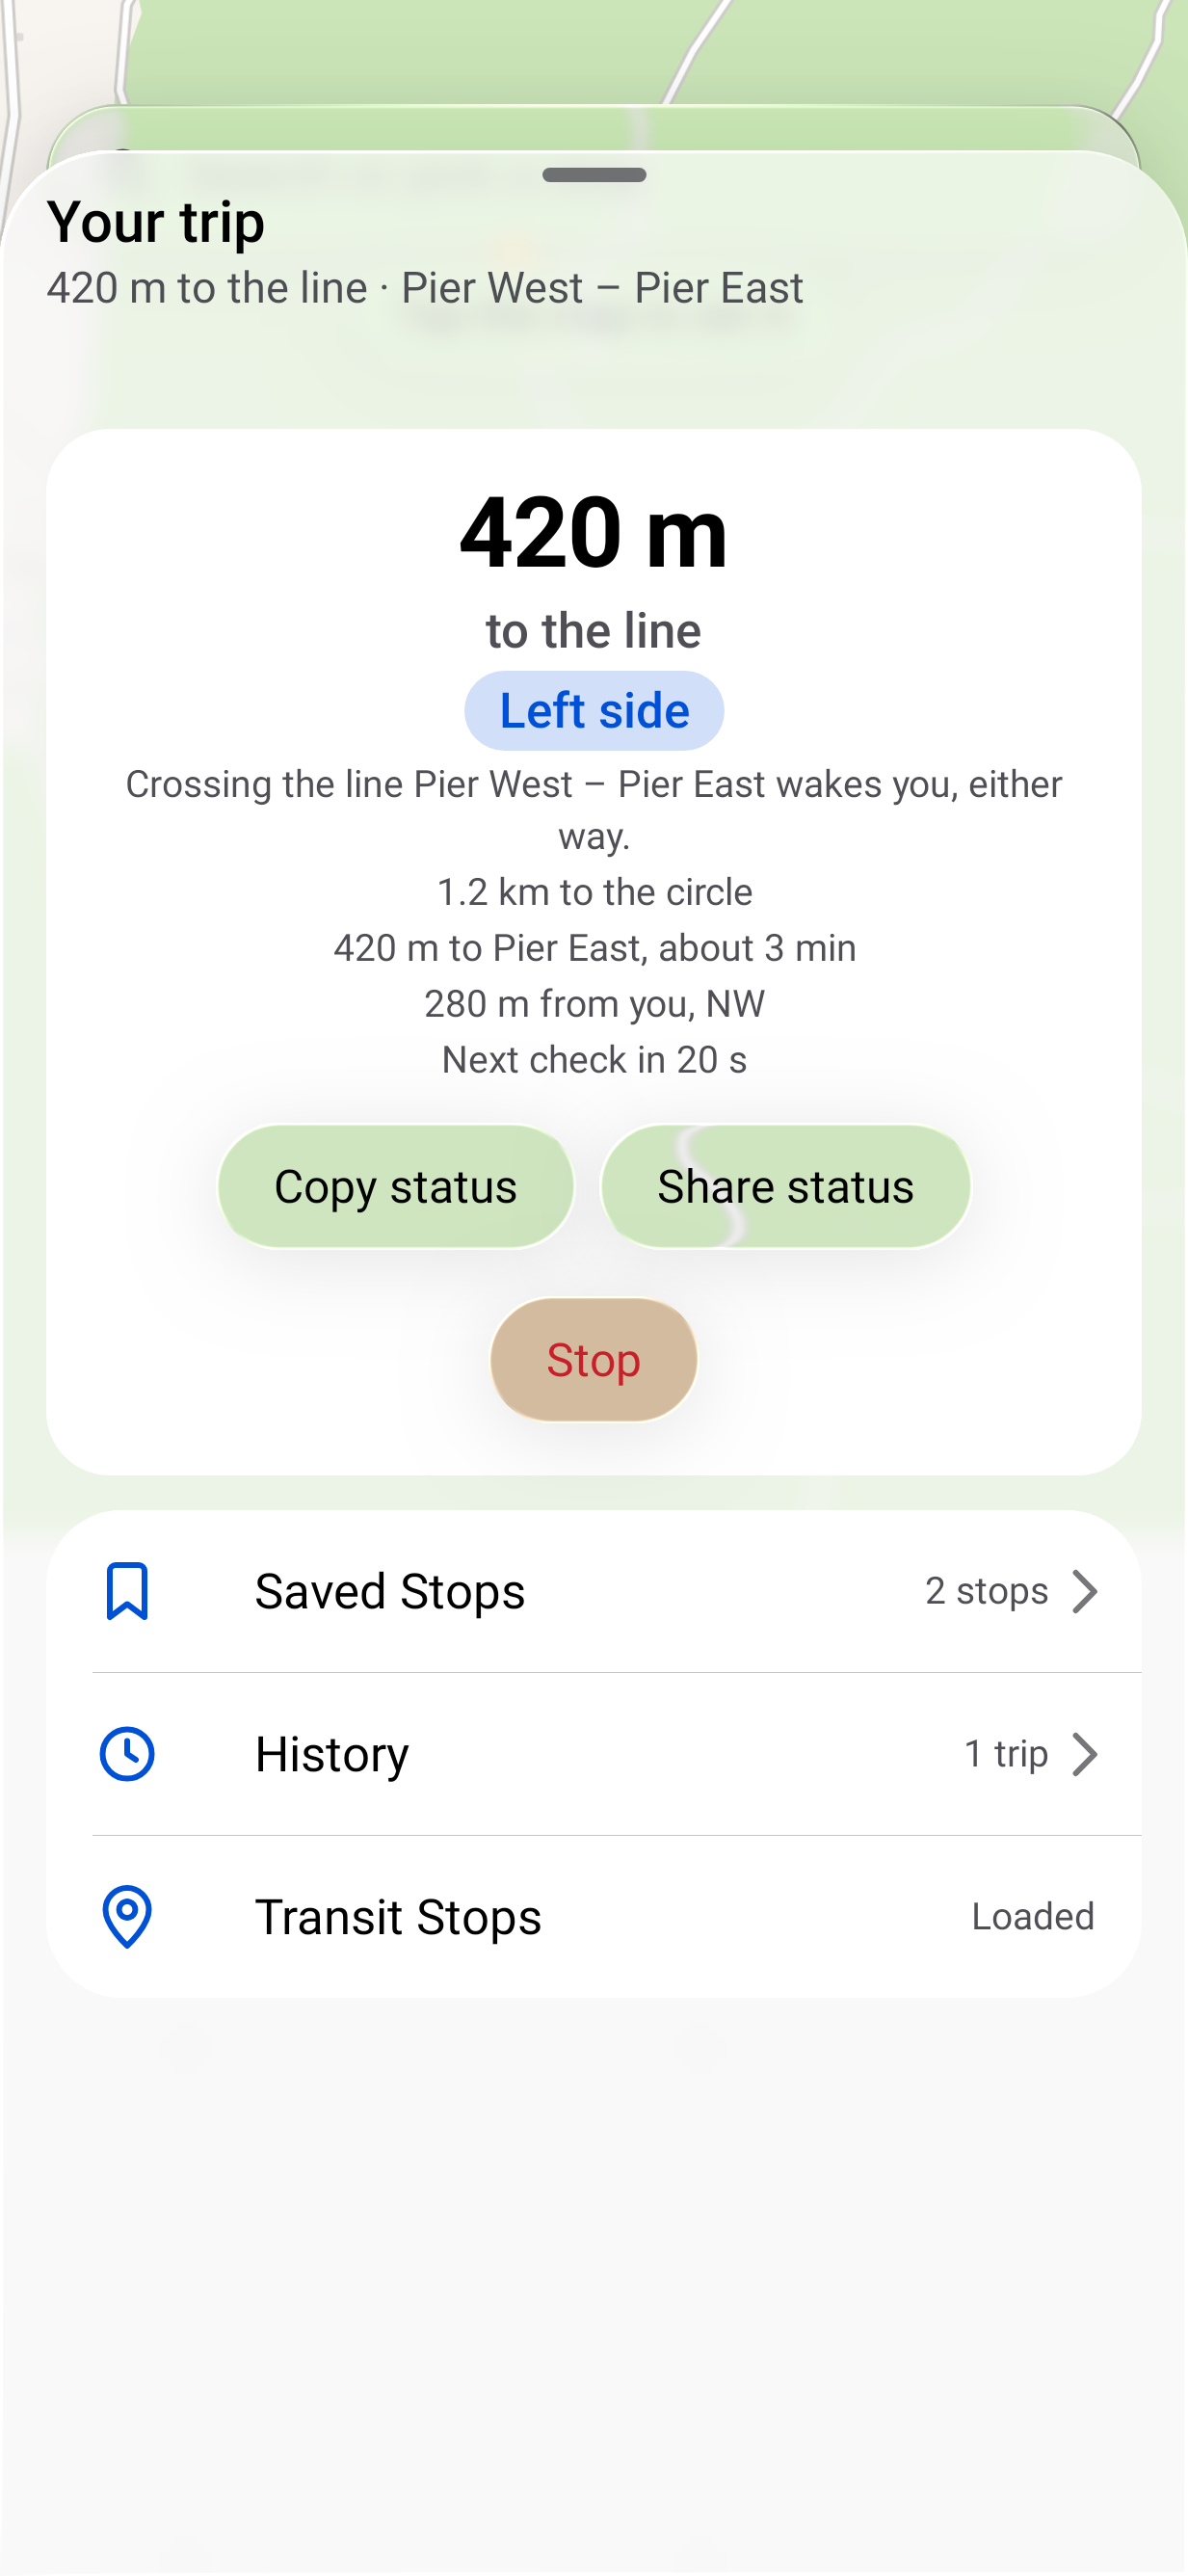 Your trip
420 m to the line · Pier West – Pier East
420 m
to the line
Left side
Crossing the line Pier West – Pier East wakes you, either
way.
1.2 km to the circle
420 m to Pier East, about 3 min
280 m from you, NW
Next check in 20 s
Copy status
Share status
Stop
Saved Stops
2 stops
History
1 trip
Transit Stops
Loaded